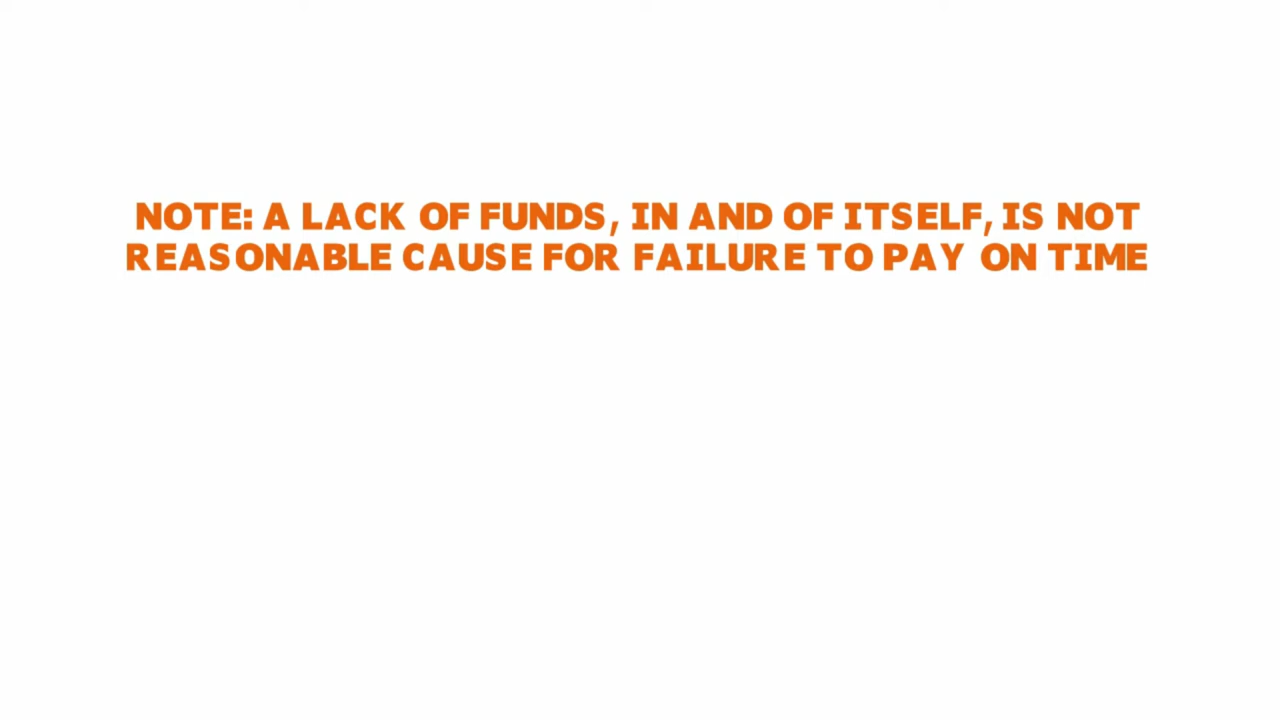 NOTE: A LACK OF FUNDS, IN AND OF ITSELF, IS NOT
REASONABLE CAUSE FOR FAILURE TO PAY ON TIME